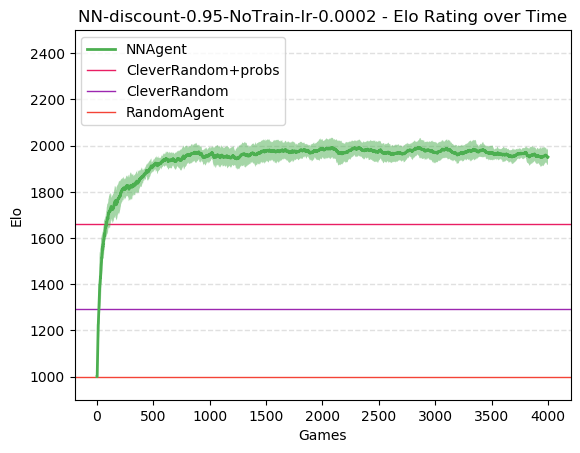 NN-discount-0.95-NoTrain-lr-0.0002 - Elo Rating over Time
NNAgent
CleverRandom+probs
CleverRandom
RandomAgent
2400
2200
2000
1800
1600
1400
1200
1000
Elo
0 500 1000 1500 2000 2500 3000 3500 4000
Games